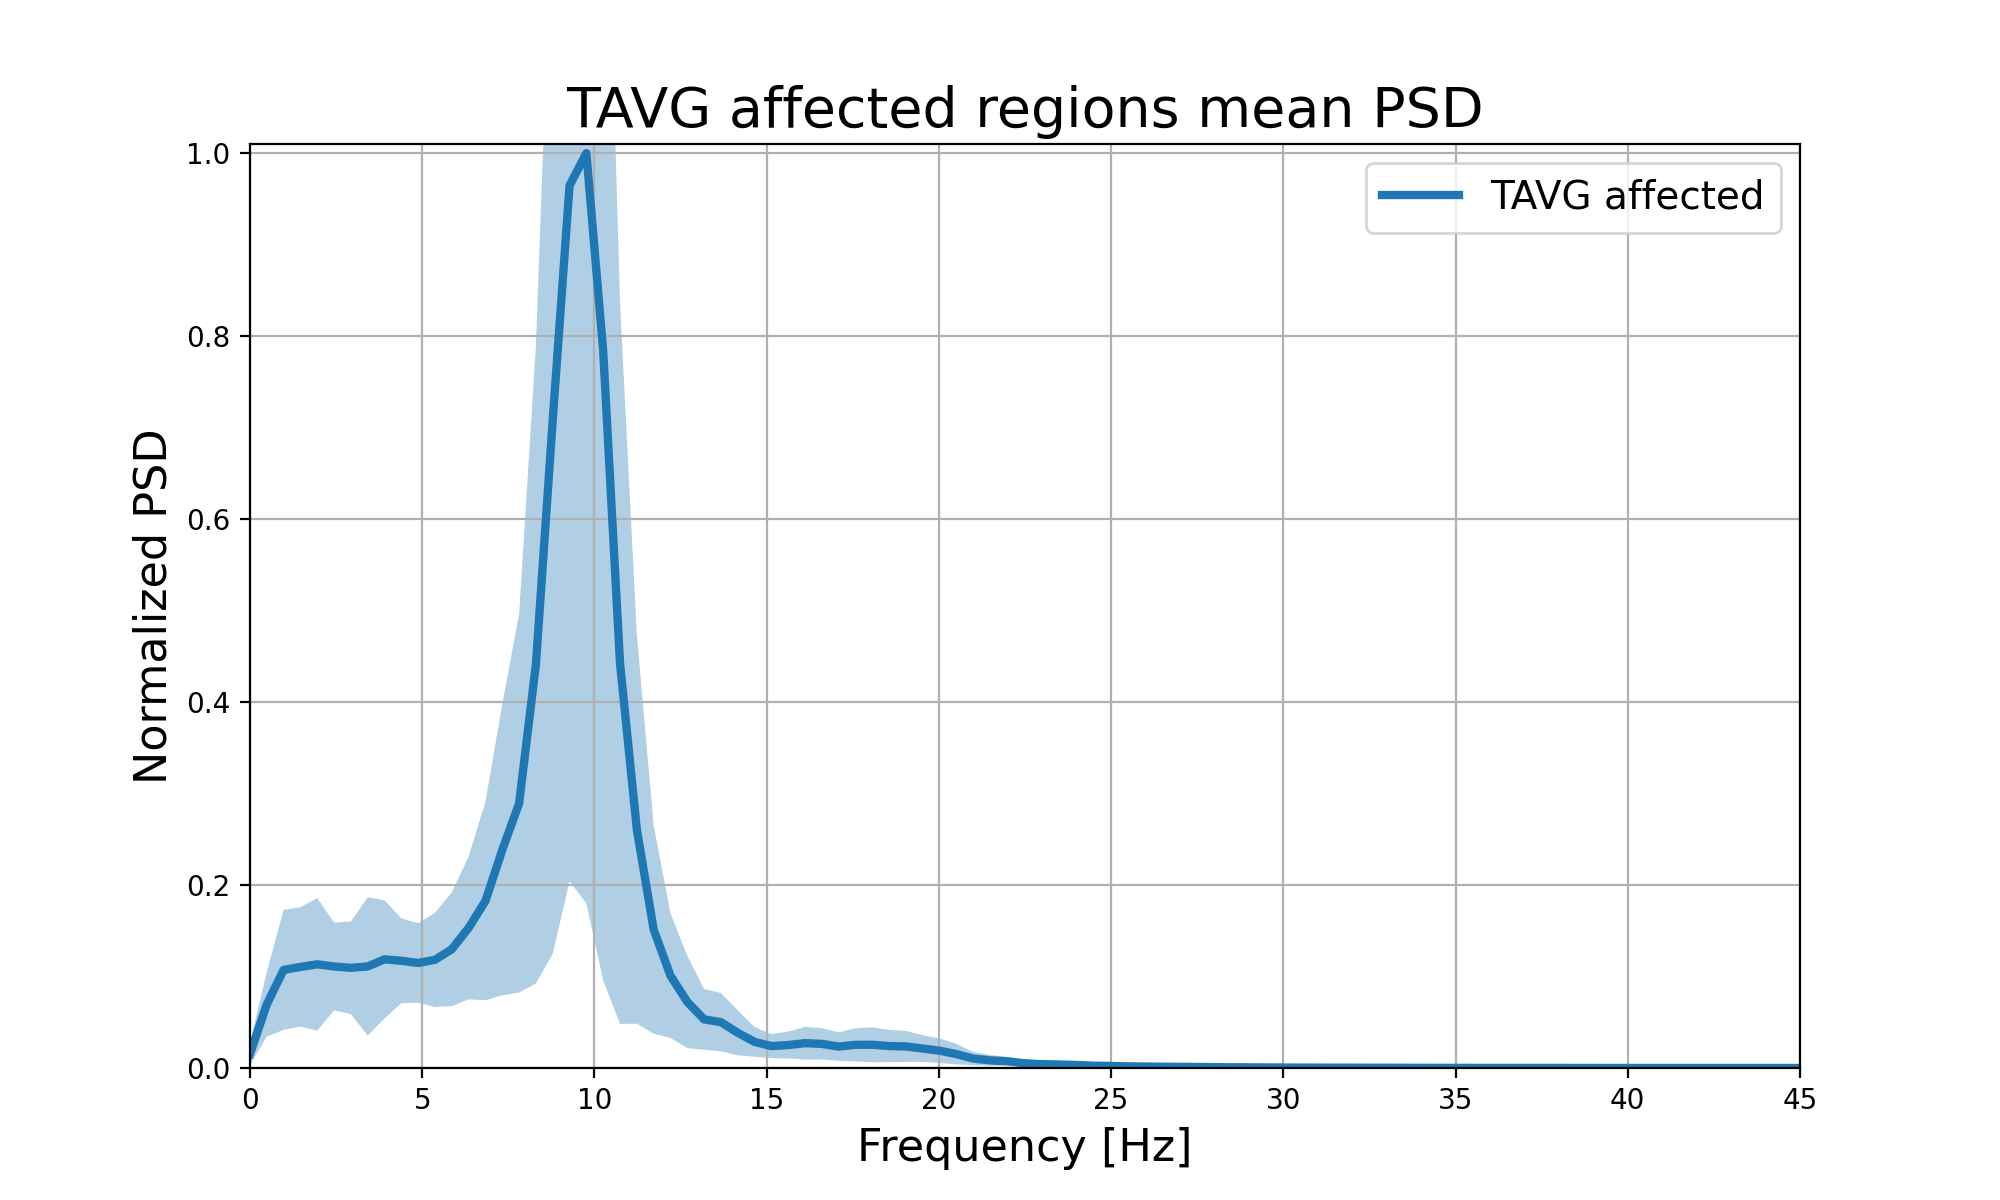 TAVG affected regions mean PSD
TAVG affected
Normalized PSD
1.0
0.8
0.6
0.4
0.2
0.0
0 5 10 15 20 25 30 35 40 45
Frequency [Hz]